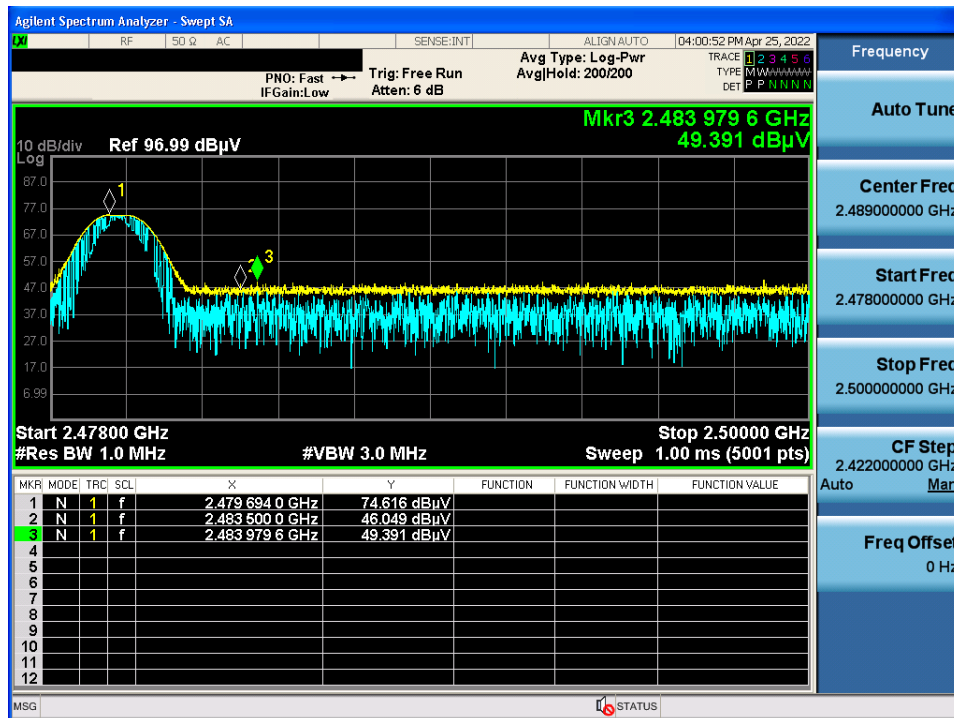 Agilent Spectrum Analyzer - Swept SA
LXI RF 50 Ω AC SENSE:INT ALIGN AUTO 04:00:52 PM Apr 25, 2022
PNO: Fast Trig: Free Run Avg Type: Log-Pwr TRACE 1 2 3 4 5 6
IFGain:Low Atten: 6 dB Avg|Hold: 200/200 TYPE M W
DET P P N N N N
Mkr3 2.483 979 6 GHz
49.391 dBµV
10 dB/div Ref 96.99 dBµV
Log
87.0
77.0
67.0
57.0
47.0
37.0
27.0
17.0
6.99
1
2
3
Start 2.47800 GHz Stop 2.50000 GHz
#Res BW 1.0 MHz #VBW 3.0 MHz Sweep 1.00 ms (5001 pts)
MKR MODE TRC SCL X Y FUNCTION FUNCTION WIDTH FUNCTION VALUE
1 N 1 f 2.479 694 0 GHz 74.616 dBµV
2 N 1 f 2.483 500 0 GHz 46.049 dBµV
3 N 1 f 2.483 979 6 GHz 49.391 dBµV
4
5
6
7
8
9
10
11
12
MSG STATUS
Frequency
Auto Tune
Center Freq
2.489000000 GHz
Start Freq
2.478000000 GHz
Stop Freq
2.500000000 GHz
CF Step
2.422000000 GHz
Auto Man
Freq Offset
0 Hz